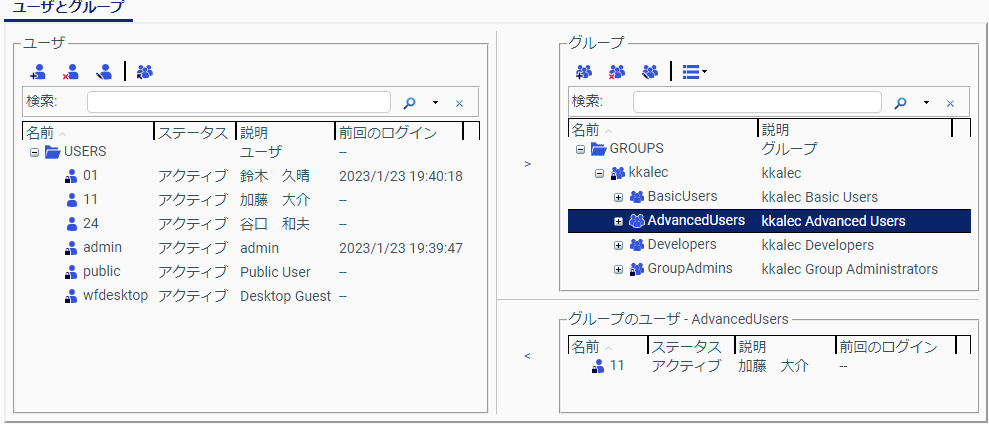 ユーザとグループ
ユーザ
検索:
名前 ステータス 説明 前回のログイン
USERS ユーザ --
01 アクティブ 鈴木　久晴 2023/1/23 19:40:18
11 アクティブ 加藤　大介 --
24 アクティブ 谷口　和夫 --
admin アクティブ admin 2023/1/23 19:39:47
public アクティブ Public User --
wfdesktop アクティブ Desktop Guest --
>
<
グループ
検索:
名前 説明
GROUPS グループ
kkalec kkalec
BasicUsers kkalec Basic Users
AdvancedUsers kkalec Advanced Users
Developers kkalec Developers
GroupAdmins kkalec Group Administrators
グループのユーザ - AdvancedUsers
名前 ステータス 説明 前回のログイン
11 アクティブ 加藤　大介 --